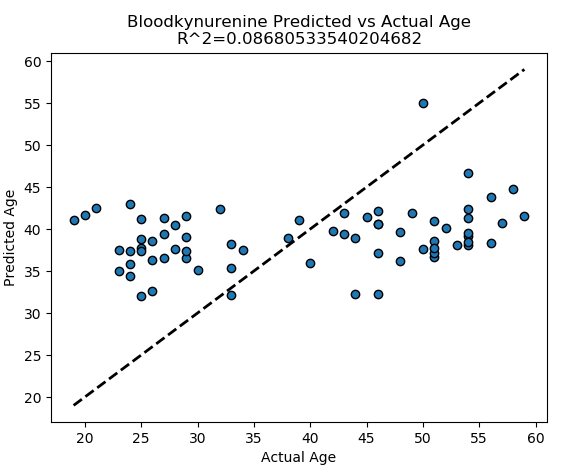 Bloodkynurenine Predicted vs Actual Age
R^2=0.08680533540204682
60
55
50
45
40
35
30
25
20
Predicted Age
20 25 30 35 40 45 50 55 60
Actual Age